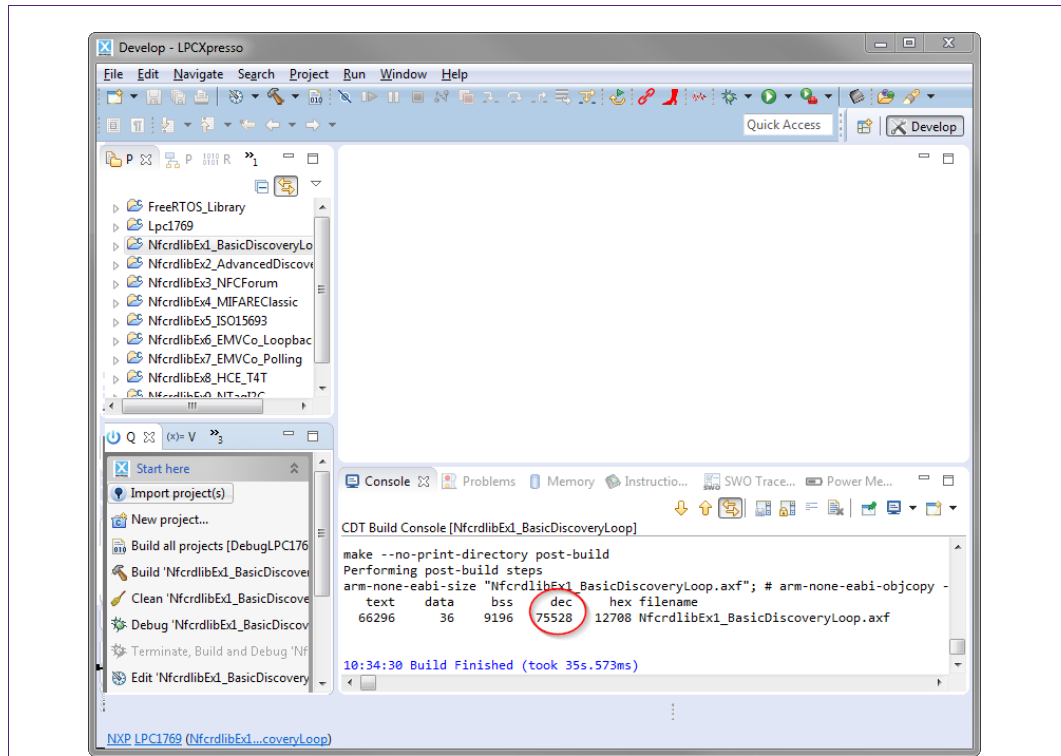 Develop - LPCXpresso
File Edit Navigate Search Project Run Window Help
Quick Access
Develop
P P R »1
FreeRTOS_Library
Lpc1769
NfcrdlibEx1_BasicDiscoveryLo
NfcrdlibEx2_AdvancedDiscove
NfcrdlibEx3_NFCForum
NfcrdlibEx4_MIFAREClassic
NfcrdlibEx5_ISO15693
NfcrdlibEx6_EMVCo_Loopbac
NfcrdlibEx7_EMVCo_Polling
NfcrdlibEx8_HCE_T4T
NfcrdlibEx9_NTagI2C
Q (x)= V »3
Start here
Import project(s)
New project...
Build all projects [DebugLPC176
Build 'NfcrdlibEx1_BasicDiscover
Clean 'NfcrdlibEx1_BasicDiscove
Debug 'NfcrdlibEx1_BasicDiscov
Terminate, Build and Debug 'Nf
Edit 'NfcrdlibEx1_BasicDiscovery
Console Problems Memory Instructio... SWO Trace... Power Me...
CDT Build Console [NfcrdlibEx1_BasicDiscoveryLoop]
make --no-print-directory post-build
Performing post-build steps
arm-none-eabi-size "NfcrdlibEx1_BasicDiscoveryLoop.axf"; # arm-none-eabi-objcopy -
text data bss dec hex filename
66296 36 9196 75528 12708 NfcrdlibEx1_BasicDiscoveryLoop.axf
10:34:30 Build Finished (took 35s.573ms)
NXP LPC1769 (NfcrdlibEx1...coveryLoop)